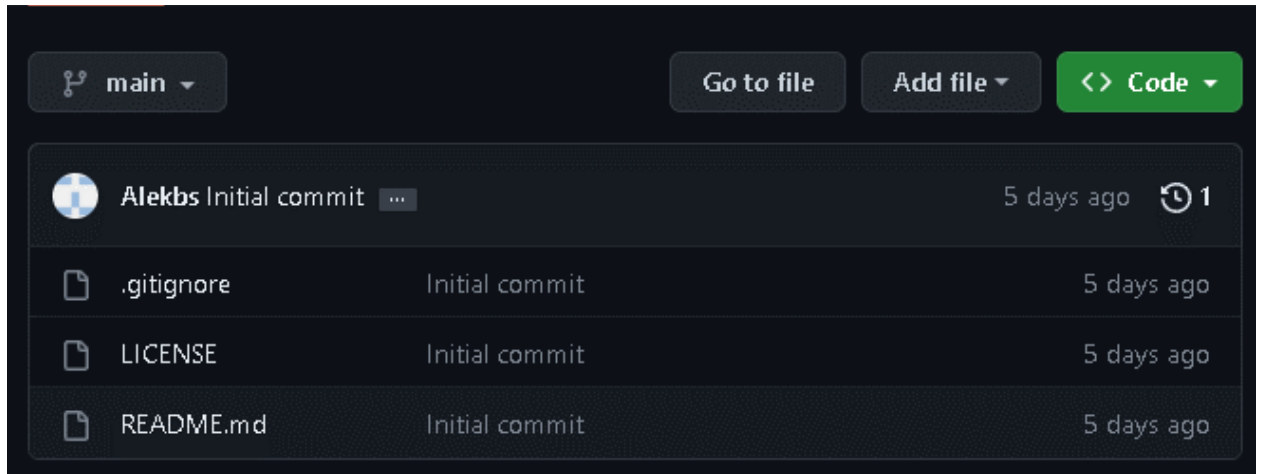 main Go to file Add file <> Code
Alekbs Initial commit ... 5 days ago 1
.gitignore Initial commit 5 days ago
LICENSE Initial commit 5 days ago
README.md Initial commit 5 days ago